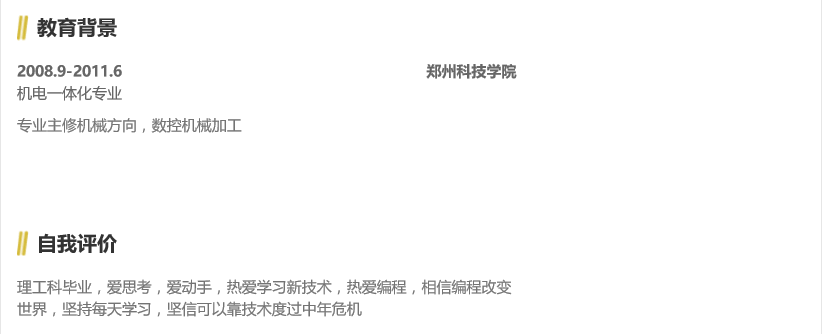 教育背景
2008.9-2011.6 郑州科技学院
机电一体化专业
专业主修机械方向，数控机械加工
自我评价
理工科毕业，爱思考，爱动手，热爱学习新技术，热爱编程，相信编程改变
世界，坚持每天学习，坚信可以靠技术度过中年危机